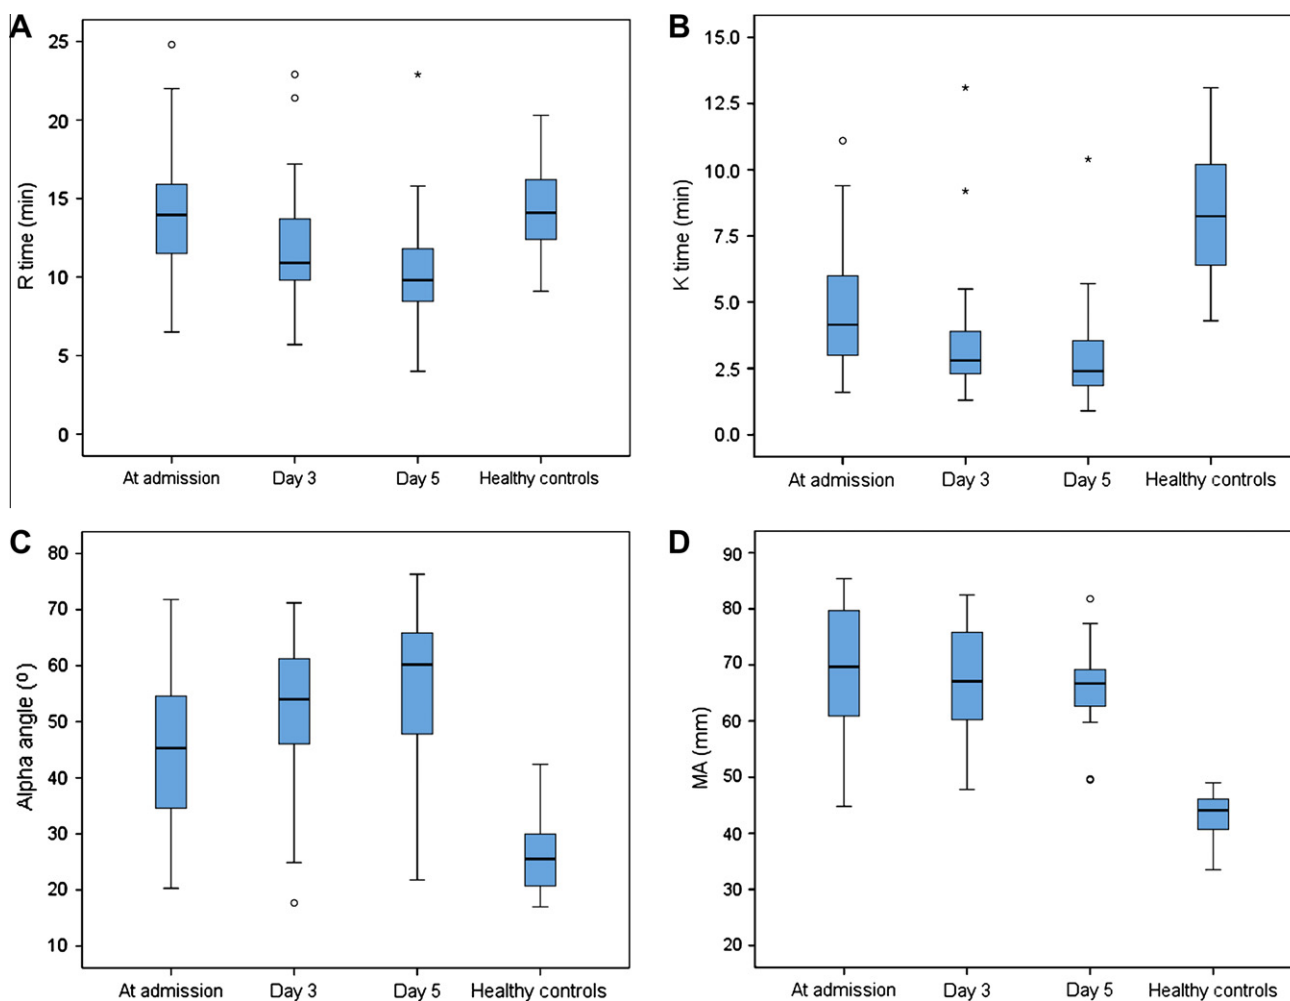 A
R time (min)
25
20
15
10
5
0
At admission Day 3 Day 5 Healthy controls
B
K time (min)
15.0
12.5
10.0
7.5
5.0
2.5
0.0
At admission Day 3 Day 5 Healthy controls
C
Alpha angle (º)
80
70
60
50
40
30
20
10
At admission Day 3 Day 5 Healthy controls
D
MA (mm)
90
80
70
60
50
40
30
20
At admission Day 3 Day 5 Healthy controls